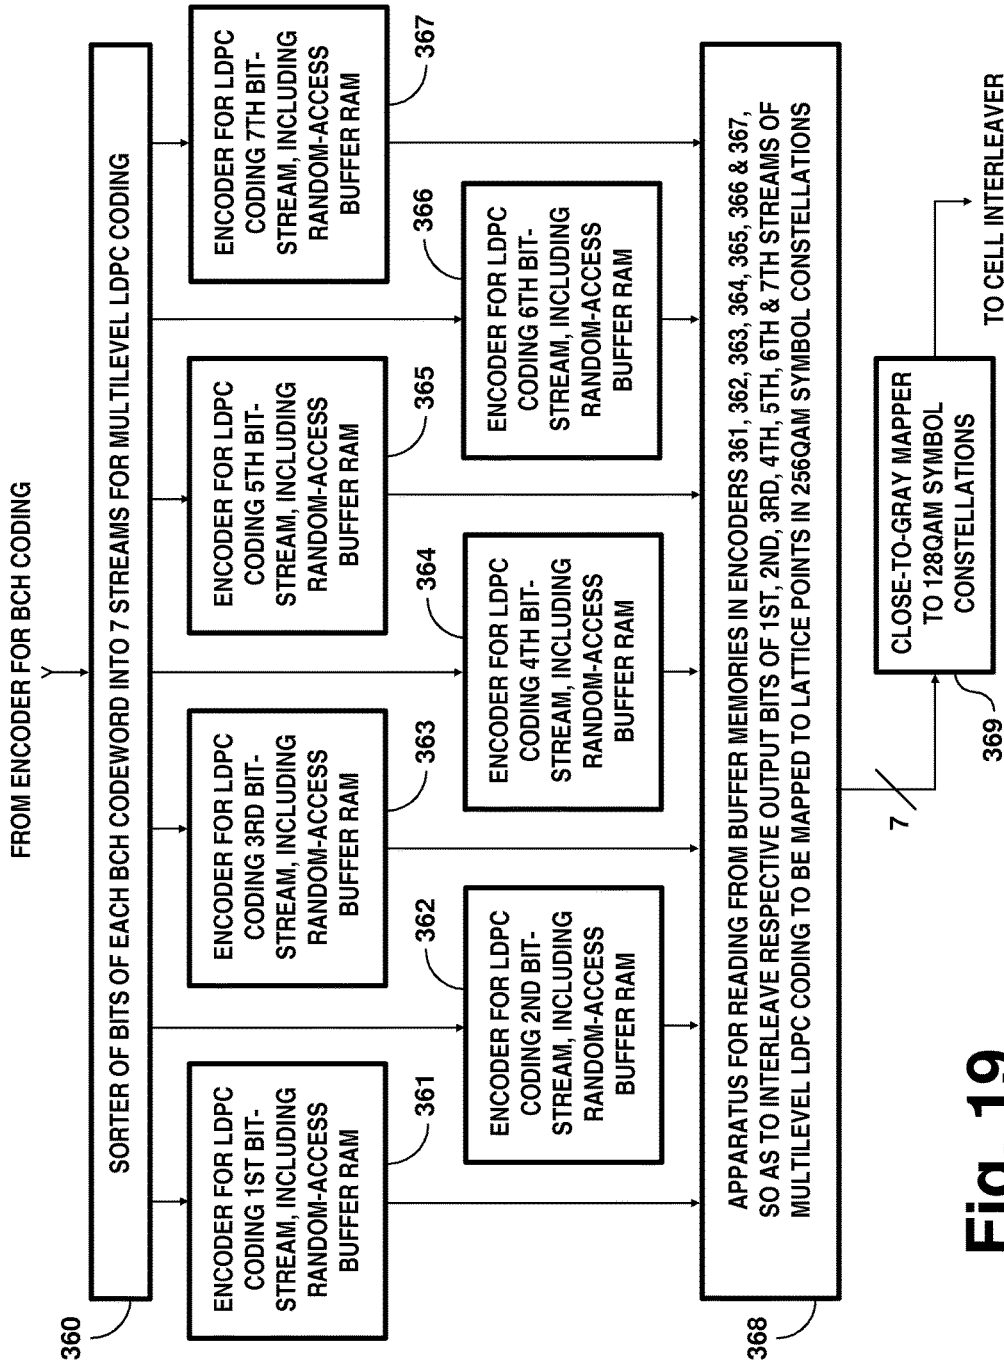 FROM ENCODER FOR BCH CODING
360
SORTER OF BITS OF EACH BCH CODEWORD INTO 7 STREAMS FOR MULTILEVEL LDPC CODING
ENCODER FOR LDPC
CODING 1ST BIT-
STREAM, INCLUDING
RANDOM-ACCESS
BUFFER RAM
361
ENCODER FOR LDPC
CODING 2ND BIT-
STREAM, INCLUDING
RANDOM-ACCESS
BUFFER RAM
362
ENCODER FOR LDPC
CODING 3RD BIT-
STREAM, INCLUDING
RANDOM-ACCESS
BUFFER RAM
363
ENCODER FOR LDPC
CODING 4TH BIT-
STREAM, INCLUDING
RANDOM-ACCESS
BUFFER RAM
364
ENCODER FOR LDPC
CODING 5TH BIT-
STREAM, INCLUDING
RANDOM-ACCESS
BUFFER RAM
365
ENCODER FOR LDPC
CODING 6TH BIT-
STREAM, INCLUDING
RANDOM-ACCESS
BUFFER RAM
366
ENCODER FOR LDPC
CODING 7TH BIT-
STREAM, INCLUDING
RANDOM-ACCESS
BUFFER RAM
367
368
APPARATUS FOR READING FROM BUFFER MEMORIES IN ENCODERS 361, 362, 363, 364, 365, 366 & 367,
SO AS TO INTERLEAVE RESPECTIVE OUTPUT BITS OF 1ST, 2ND, 3RD, 4TH, 5TH, 6TH & 7TH STREAMS OF
MULTILEVEL LDPC CODING TO BE MAPPED TO LATTICE POINTS IN 256QAM SYMBOL CONSTELLATIONS
7
369
CLOSE-TO-GRAY MAPPER
TO 128QAM SYMBOL
CONSTELLATIONS
TO CELL INTERLEAVER
Fig. 19